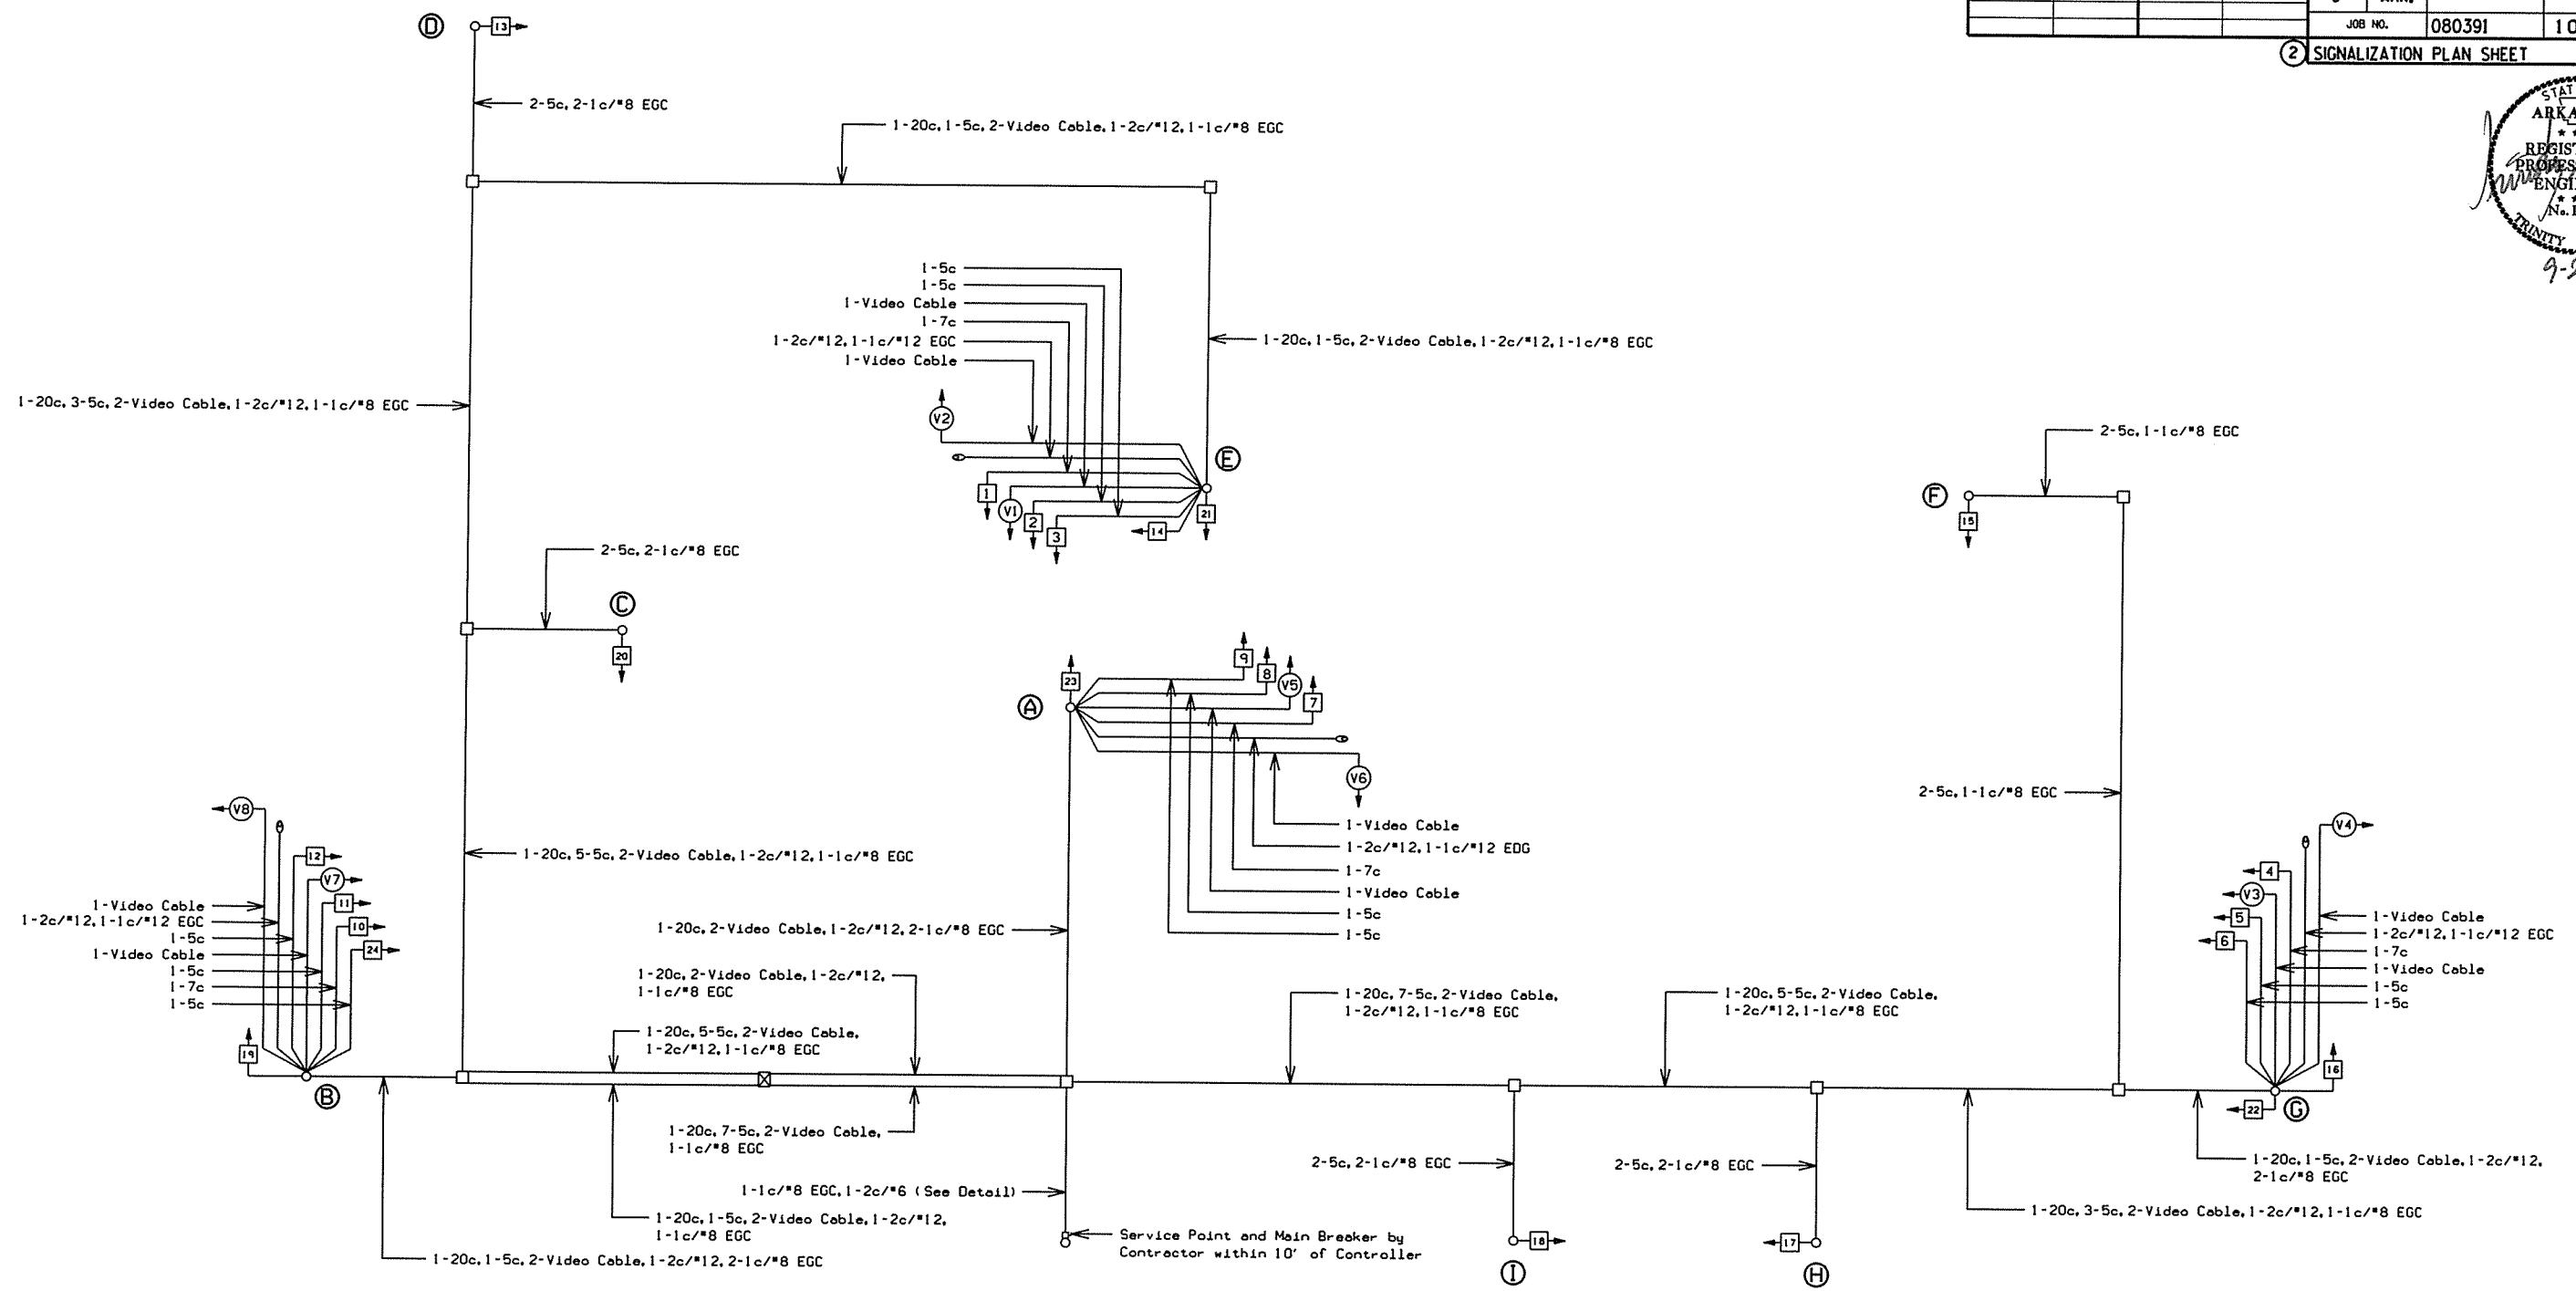 JOB NO.
080391
2 SIGNALIZATION PLAN SHEET
ENGI
TRINITY
D
13
2-5c, 2-1c/#8 EGC
1-20c, 1-5c, 2-Video Cable, 1-2c/#12, 1-1c/#8 EGC
1-5c
1-5c
1-Video Cable
1-7c
1-2c/#12, 1-1c/#12 EGC
1-Video Cable
1-20c, 1-5c, 2-Video Cable, 1-2c/#12, 1-1c/#8 EGC
1-20c, 3-5c, 2-Video Cable, 1-2c/#12, 1-1c/#8 EGC
V2
E
1
V1
2
3
14
21
2-5c, 1-1c/#8 EGC
F
15
2-5c, 2-1c/#8 EGC
C
20
A
23
9
8
V5
7
V6
1-Video Cable
1-2c/#12, 1-1c/#12 EDG
1-7c
1-Video Cable
1-5c
1-5c
2-5c, 1-1c/#8 EGC
V8
12
V7
11
10
24
1-Video Cable
1-2c/#12, 1-1c/#12 EGC
1-5c
1-Video Cable
1-5c
1-7c
1-5c
19
B
1-20c, 5-5c, 2-Video Cable, 1-2c/#12, 1-1c/#8 EGC
1-20c, 2-Video Cable, 1-2c/#12, 2-1c/#8 EGC
1-20c, 2-Video Cable, 1-2c/#12,
1-1c/#8 EGC
1-20c, 5-5c, 2-Video Cable,
1-2c/#12, 1-1c/#8 EGC
1-20c, 7-5c, 2-Video Cable,
1-2c/#12, 1-1c/#8 EGC
1-20c, 5-5c, 2-Video Cable,
1-2c/#12, 1-1c/#8 EGC
V4
4
V3
5
6
1-Video Cable
1-2c/#12, 1-1c/#12 EGC
1-7c
1-Video Cable
1-5c
1-5c
16
22
G
1-20c, 7-5c, 2-Video Cable,
1-1c/#8 EGC
1-1c/#8 EGC, 1-2c/#6 (See Detail)
1-20c, 1-5c, 2-Video Cable, 1-2c/#12,
1-1c/#8 EGC
1-20c, 1-5c, 2-Video Cable, 1-2c/#12, 2-1c/#8 EGC
Service Point and Main Breaker by
Contractor within 10' of Controller
2-5c, 2-1c/#8 EGC
18
I
2-5c, 2-1c/#8 EGC
17
H
1-20c, 1-5c, 2-Video Cable, 1-2c/#12,
2-1c/#8 EGC
1-20c, 3-5c, 2-Video Cable, 1-2c/#12, 1-1c/#8 EGC